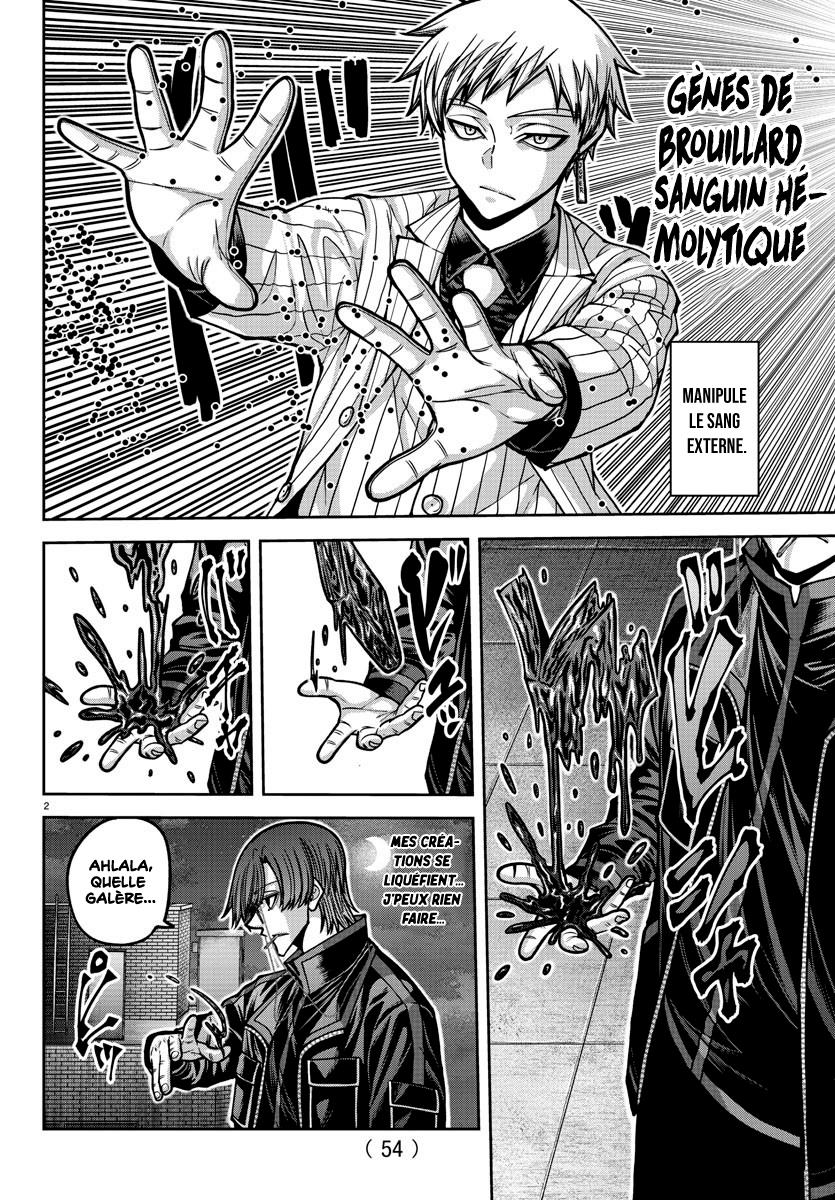 GÈNES DE
BROUILLARD
SANGUIN HÉ-
MOLYTIQUE
MANIPULE
LE SANG
EXTERNE.
2
MES CRÉA-
TIONS SE
LIQUÉFIENT...
J'PEUX RIEN
FAIRE...
AHLALA,
QUELLE
GALÈRE...
( 54 )